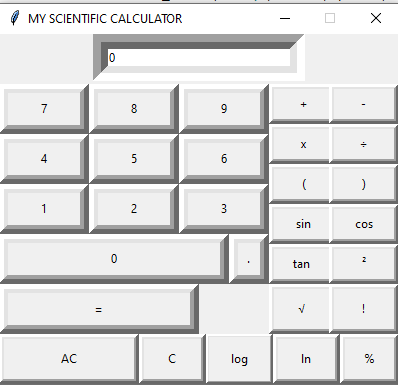 MY SCIENTIFIC CALCULATOR
0
7 8 9 + -
4 5 6 x ÷
1 2 3 ( )
0 . sin cos
tan ²
= √ !
AC C log ln %